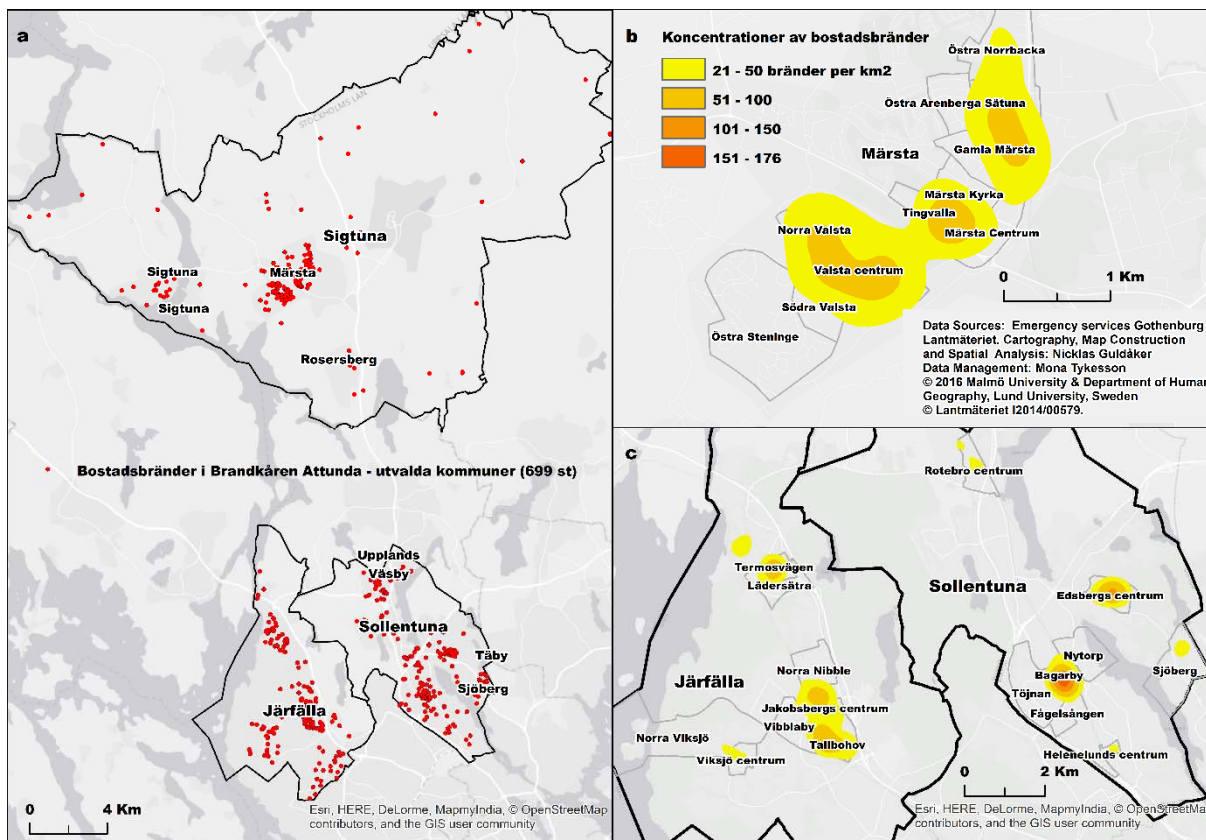 a
STOCKHOLMS LÄN
Sigtuna
Sigtuna
Märsta
Sigtuna
Rosersberg
Bostadsbränder i Brandkåren Attunda - utvalda kommuner (699 st)
Upplands
Väsby
Sollentuna
Täby
Sjöberg
Järfälla
0 4 Km
Esri, HERE, DeLorme, MapmyIndia, © OpenStreetMap
contributors, and the GIS user community
b
Koncentrationer av bostadsbränder
21 - 50 bränder per km2
51 - 100
101 - 150
151 - 176
Östra Norrbacka
Östra Arenberga Sätuna
Gamla Märsta
Märsta
Märsta Kyrka
Tingvalla
Märsta Centrum
Norra Valsta
Valsta centrum
Södra Valsta
Östra Steninge
0 1 Km
Data Sources: Emergency services Gothenburg
Lantmäteriet. Cartography, Map Construction
and Spatial Analysis: Nicklas Guldåker
Data Management: Mona Tykesson
© 2016 Malmö University & Department of Human
Geography, Lund University, Sweden
© Lantmäteriet I2014/00579.
c
Rotebro centrum
Termosvägen
Lädersätra
Sollentuna
Edsbergs centrum
Nytorp
Sjöberg
Bagarby
Töjnan
Fågelsången
Helenelunds centrum
Norra Nibble
Järfälla
Jakobsbergs centrum
Vibblaby
Tallbohov
Norra Viksjö
Viksjö centrum
0 2 Km
Esri, HERE, DeLorme, MapmyIndia, © OpenStreetMap
contributors, and the GIS user community